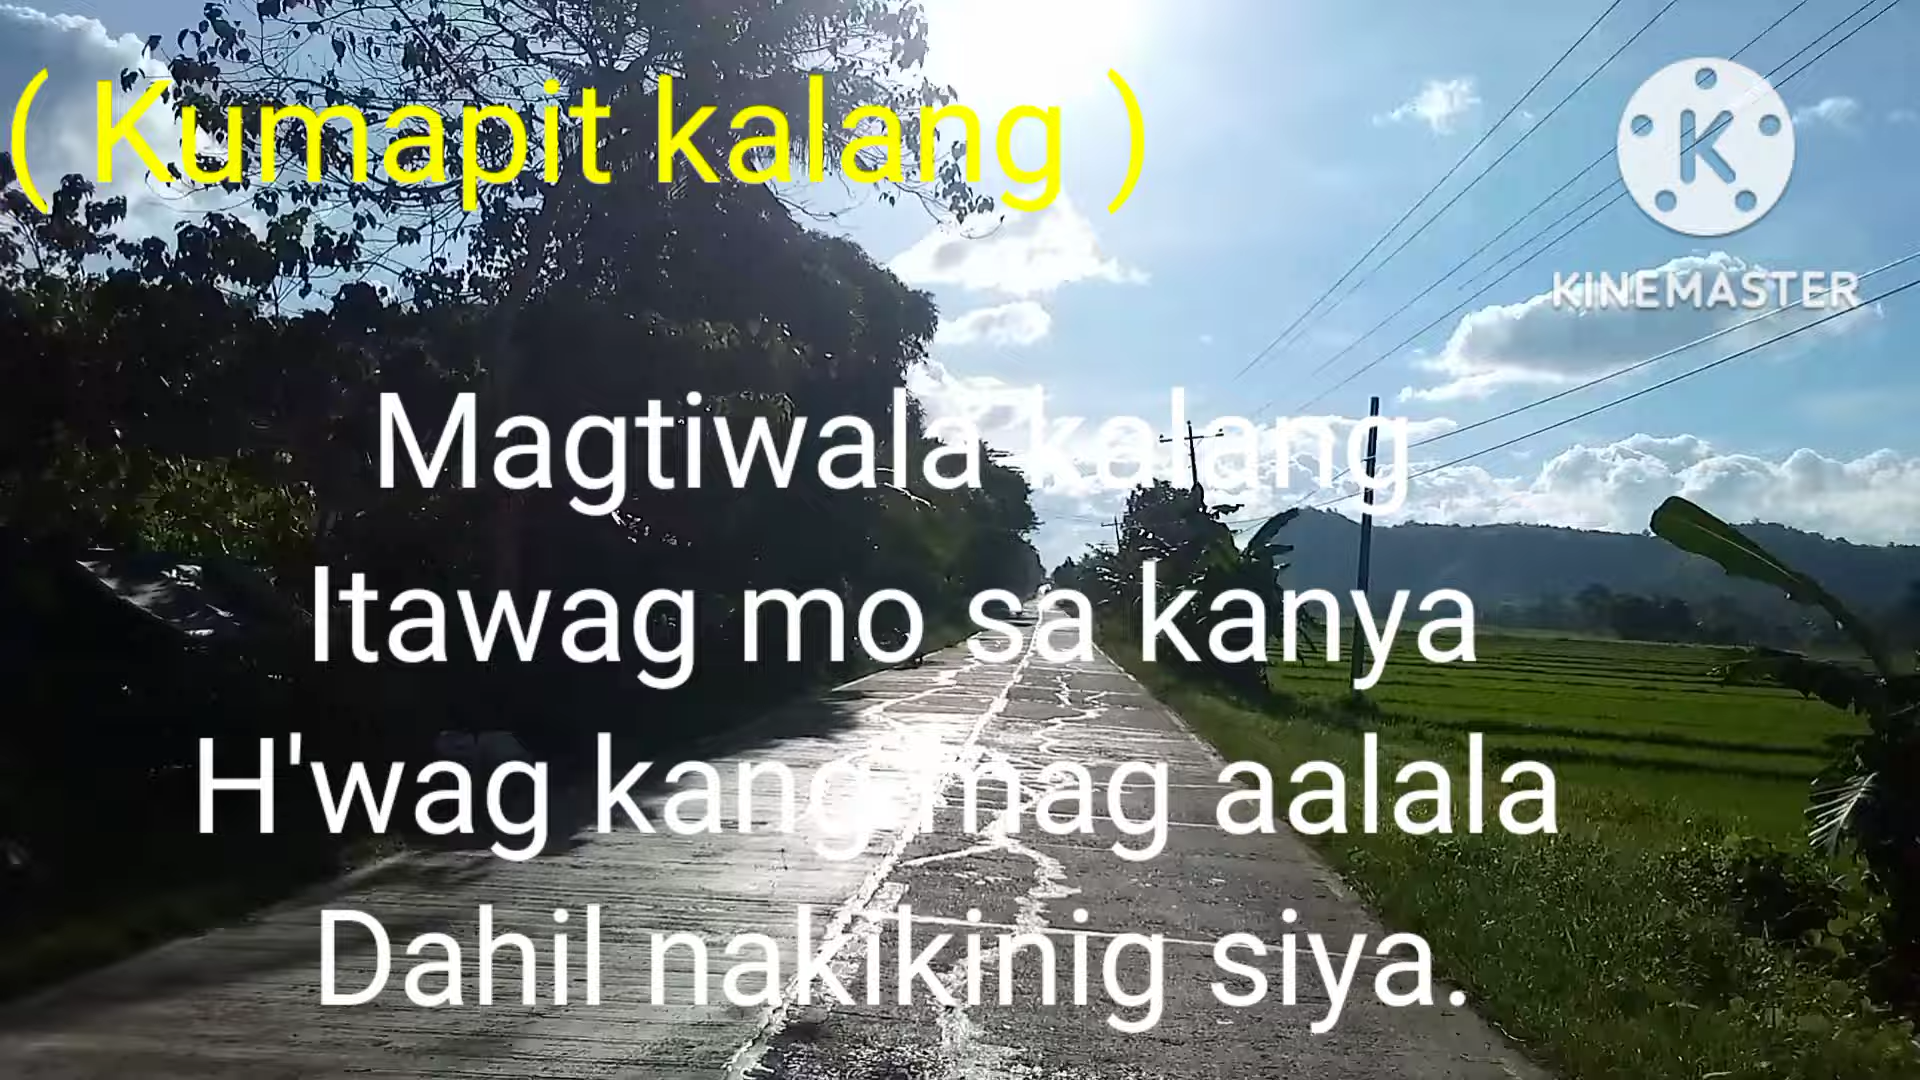 ( Kumapit kalang )
KINEMASTER
Magtiwala kalang
Itawag mo sa kanya
H'wag kang mag aalala
Dahil nakikinig siya.